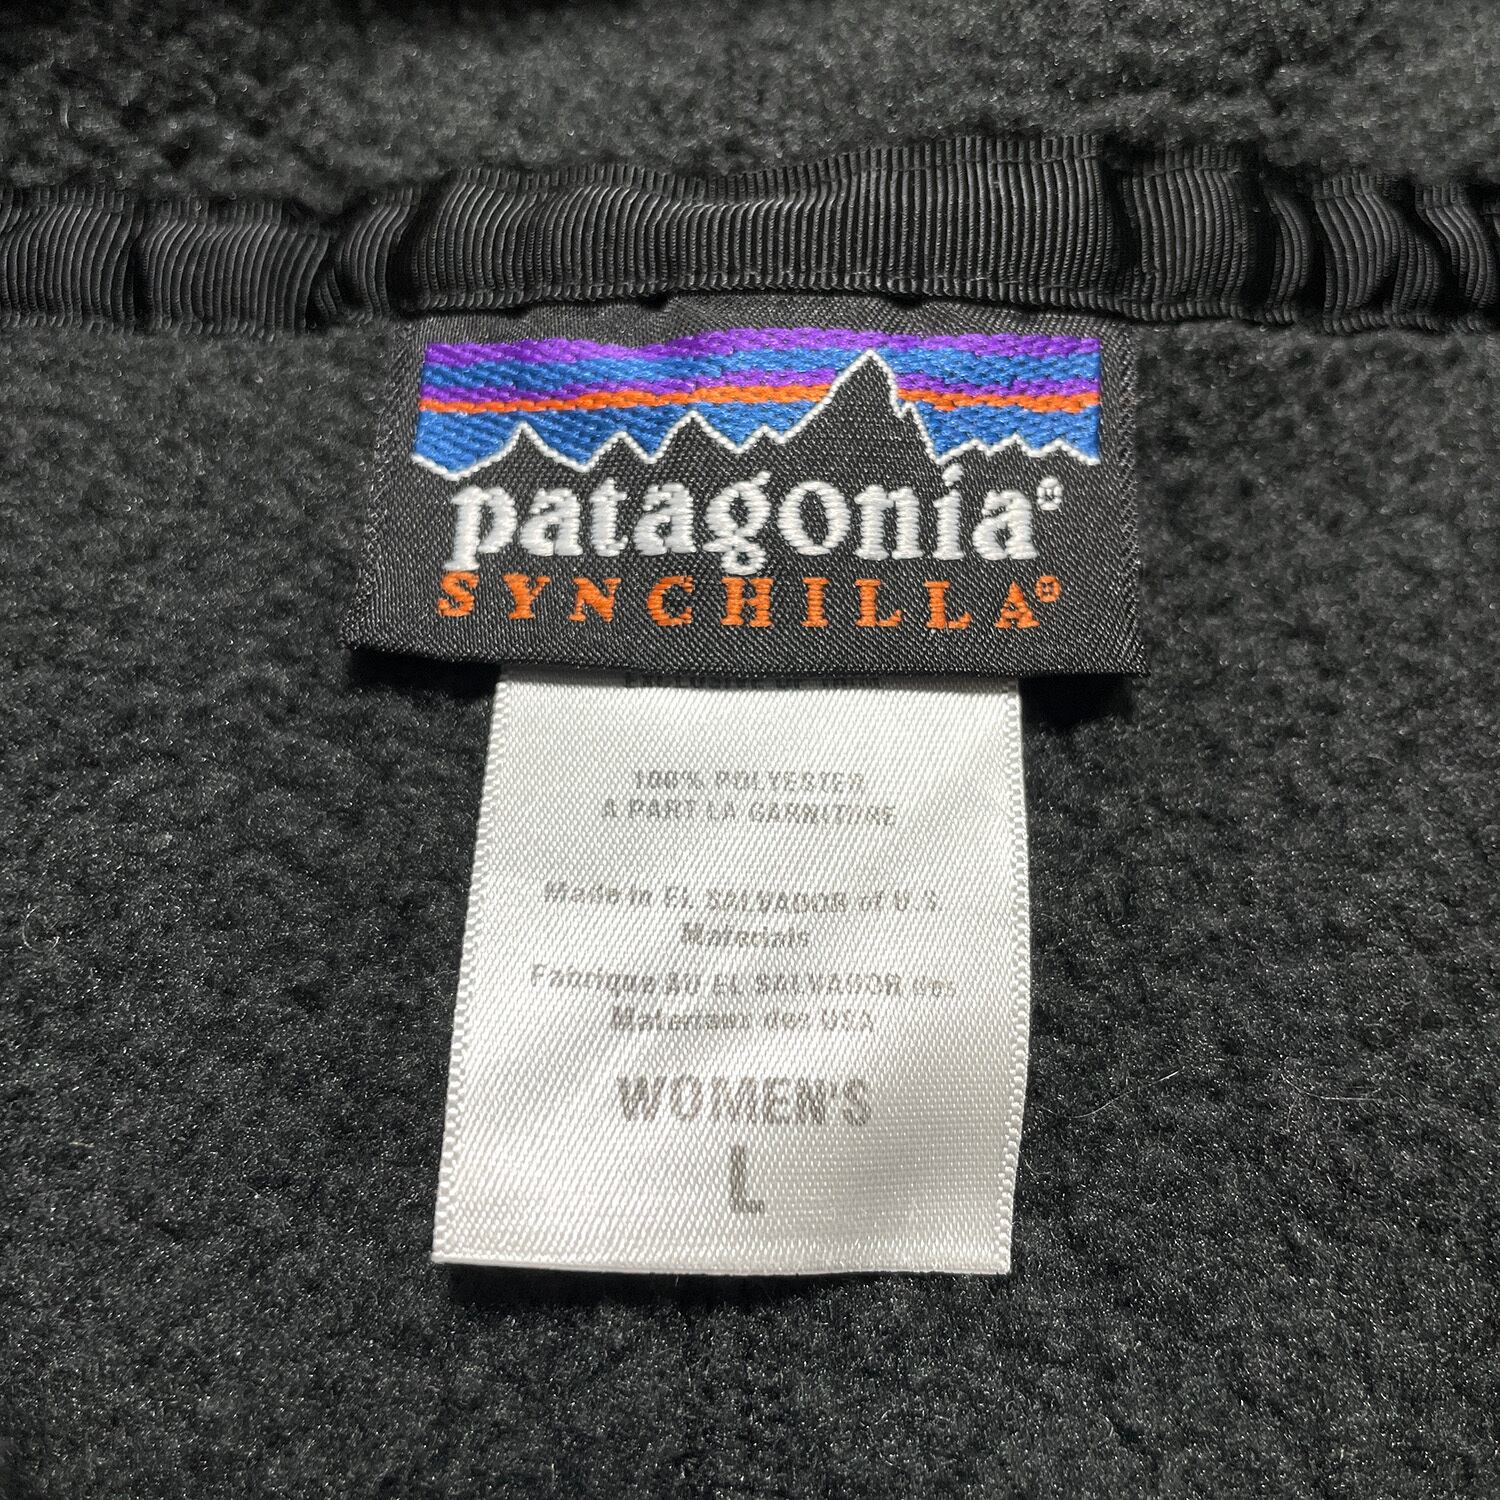 patagonia®
SYNCHILLA®
100% POLYESTER
A PART LA GARNITURE
Made in EL SALVADOR of U.S.
Materials
Fabrique AU EL SALVADOR des
Materiaux des USA
WOMEN'S
L